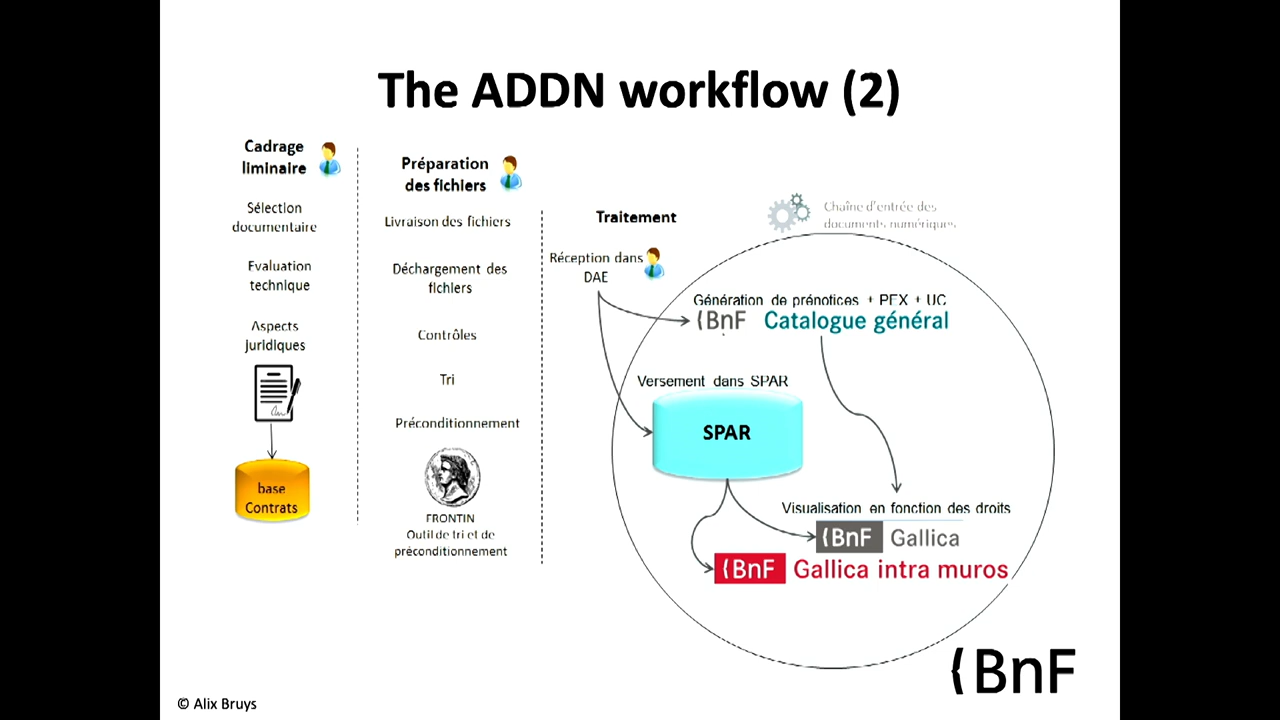 The ADDN workflow (2)
Cadrage
liminaire
Sélection
documentaire
Evaluation
technique
Aspects
juridiques
base
Contrats
Préparation
des fichiers
Livraison des fichiers
Déchargement des
fichiers
Contrôles
Tri
Préconditionnement
FRONTIN
Outil de tri et de
préconditionnement
Traitement
Réception dans
DAE
Chaîne d'entrée des
documents numériques
Génération de prénotices + PEX + UC
BnF Catalogue général
Versement dans SPAR
SPAR
Visualisation en fonction des droits
BnF Gallica
BnF Gallica intra muros
BnF
© Alix Bruys